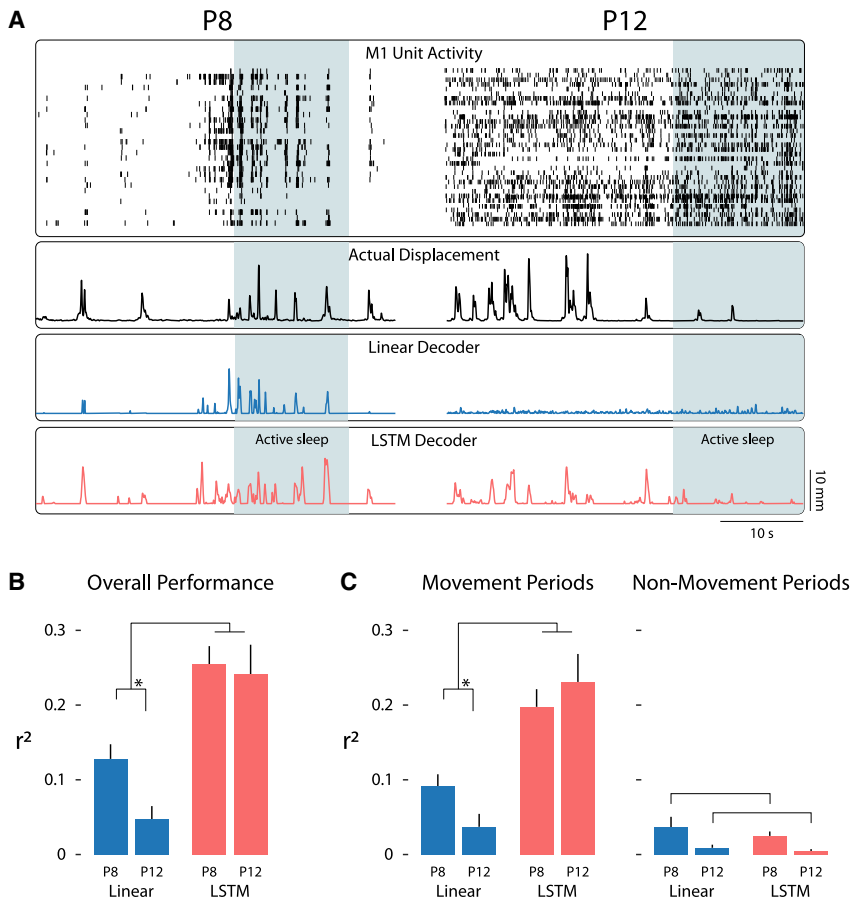 A
P8
P12
M1 Unit Activity
Actual Displacement
Linear Decoder
LSTM Decoder
Active sleep
Active sleep
10 mm
10 s
B
Overall Performance
r²
0.3
0.2
0.1
0
*
P8 P12 P8 P12
Linear LSTM
C
Movement Periods
r²
0.3
0.2
0.1
0
*
P8 P12 P8 P12
Linear LSTM
Non-Movement Periods
P8 P12 P8 P12
Linear LSTM